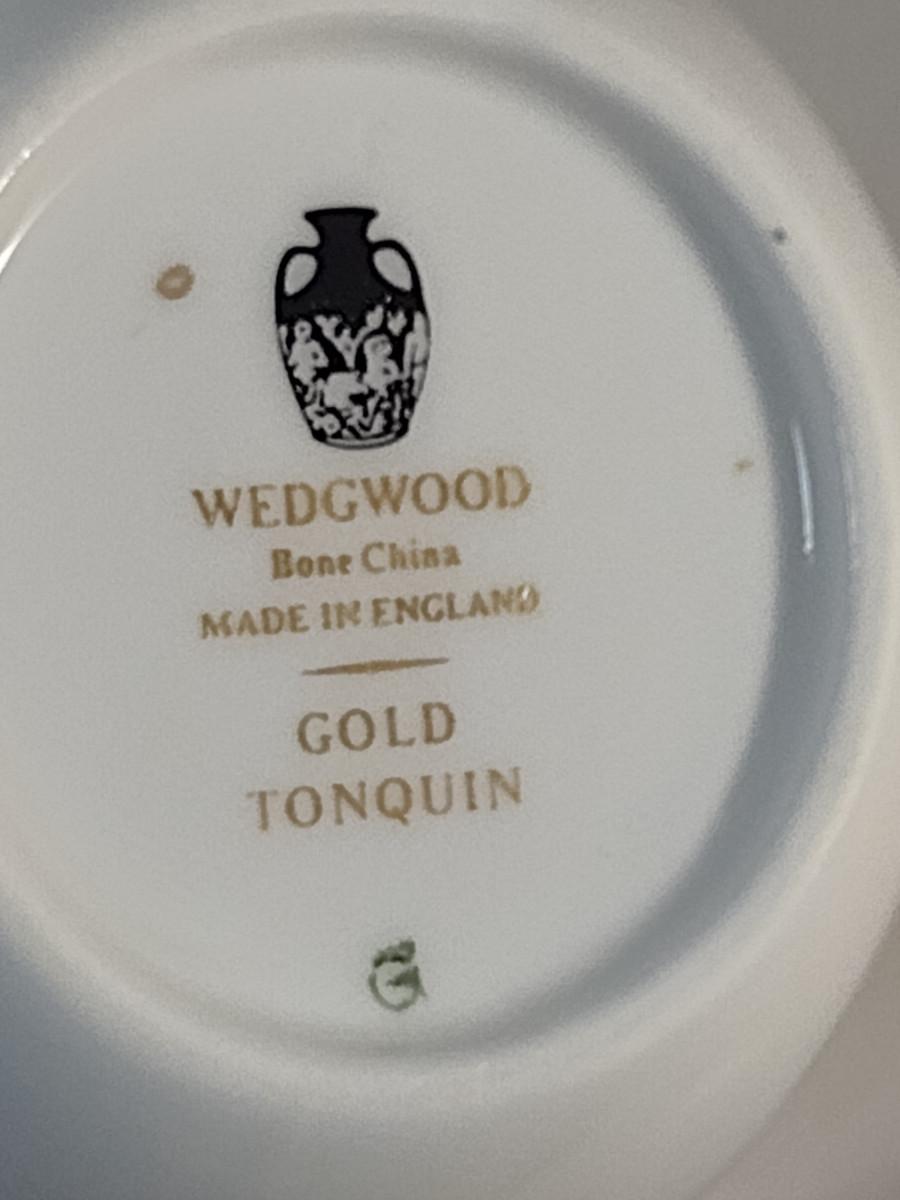 WEDGWOOD
Bone China
MADE IN ENGLAND
GOLD
TONQUIN
G